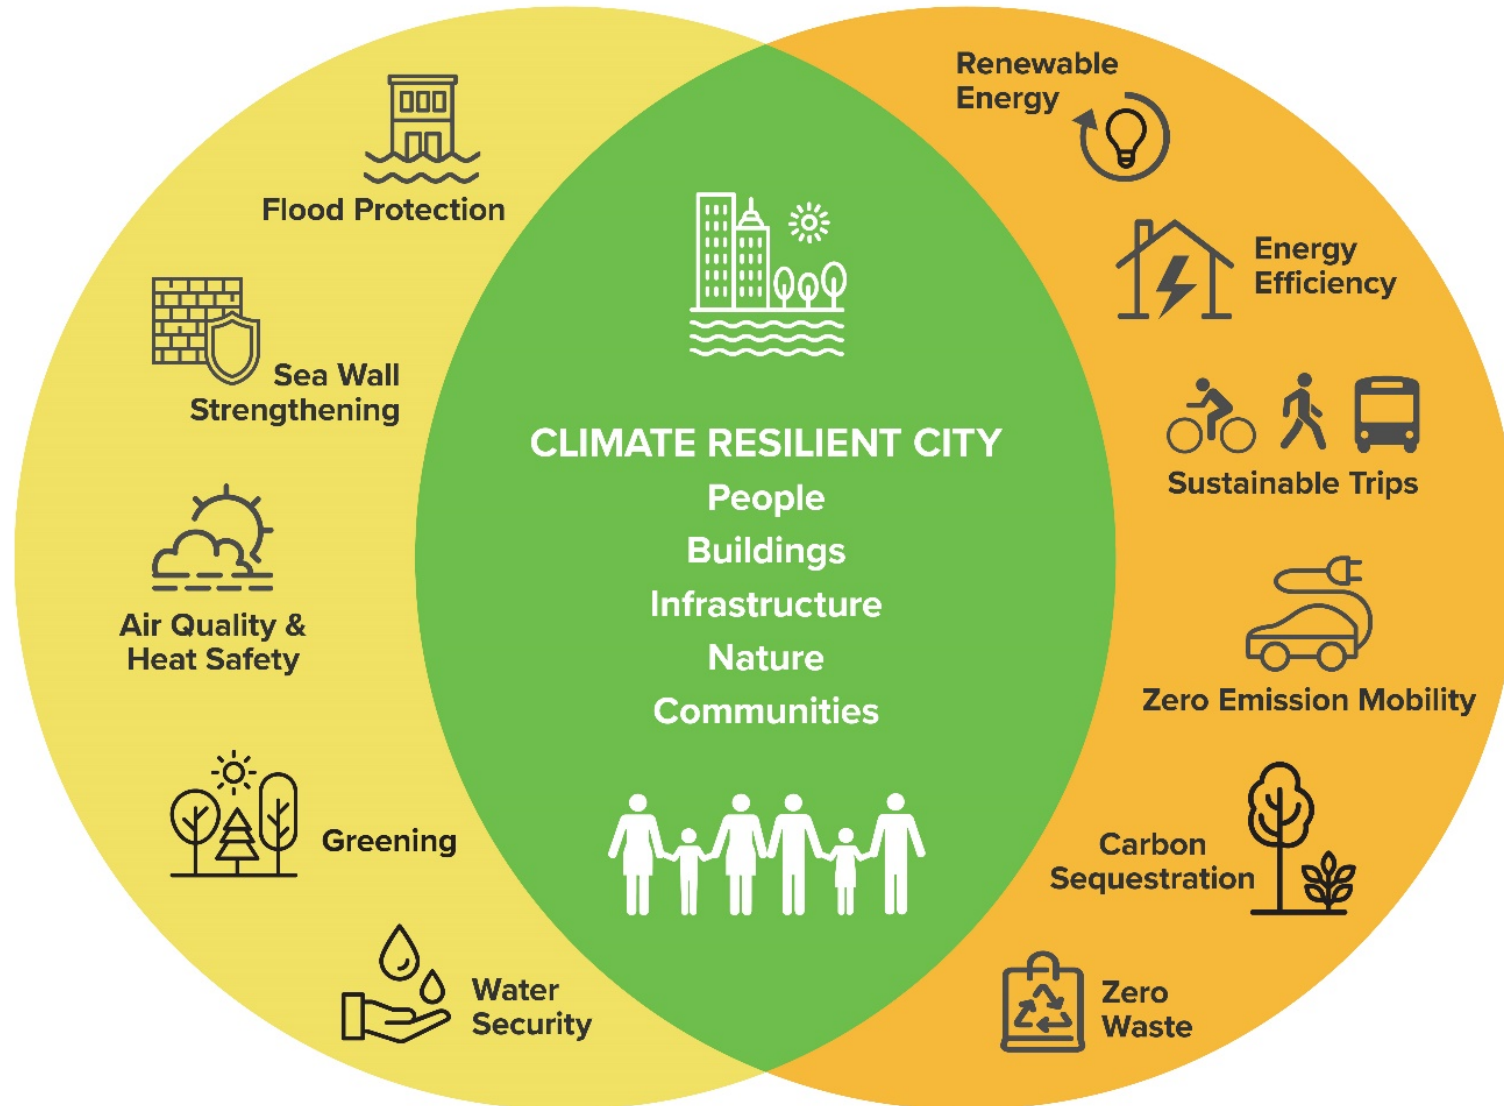 Flood Protection
Sea Wall
Strengthening
Air Quality &
Heat Safety
Greening
Water
Security
CLIMATE RESILIENT CITY
People
Buildings
Infrastructure
Nature
Communities
Renewable
Energy
Energy
Efficiency
Sustainable Trips
Zero Emission Mobility
Carbon
Sequestration
Zero
Waste